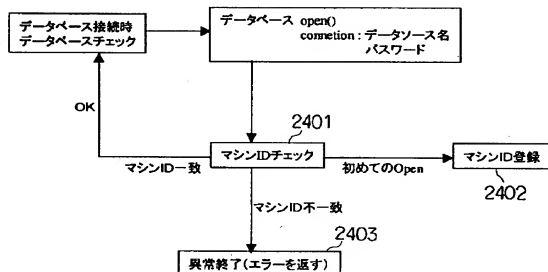 データベース接続時
データベースチェック
データベース open()
connetion : データソース名
パスワード
OK
2401
マシンIDチェック
マシンID一致
初めてのOpen
マシンID登録
2402
マシンID不一致
2403
異常終了(エラーを返す)